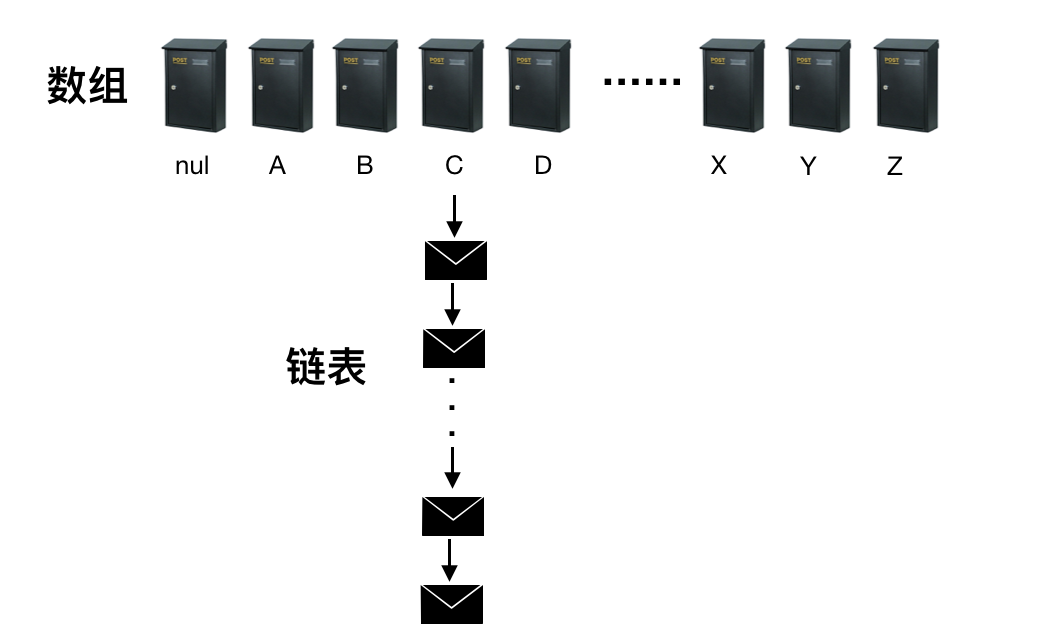 数组
POST POST POST POST POST ...... POST POST POST
nul A B C D X Y Z
链表